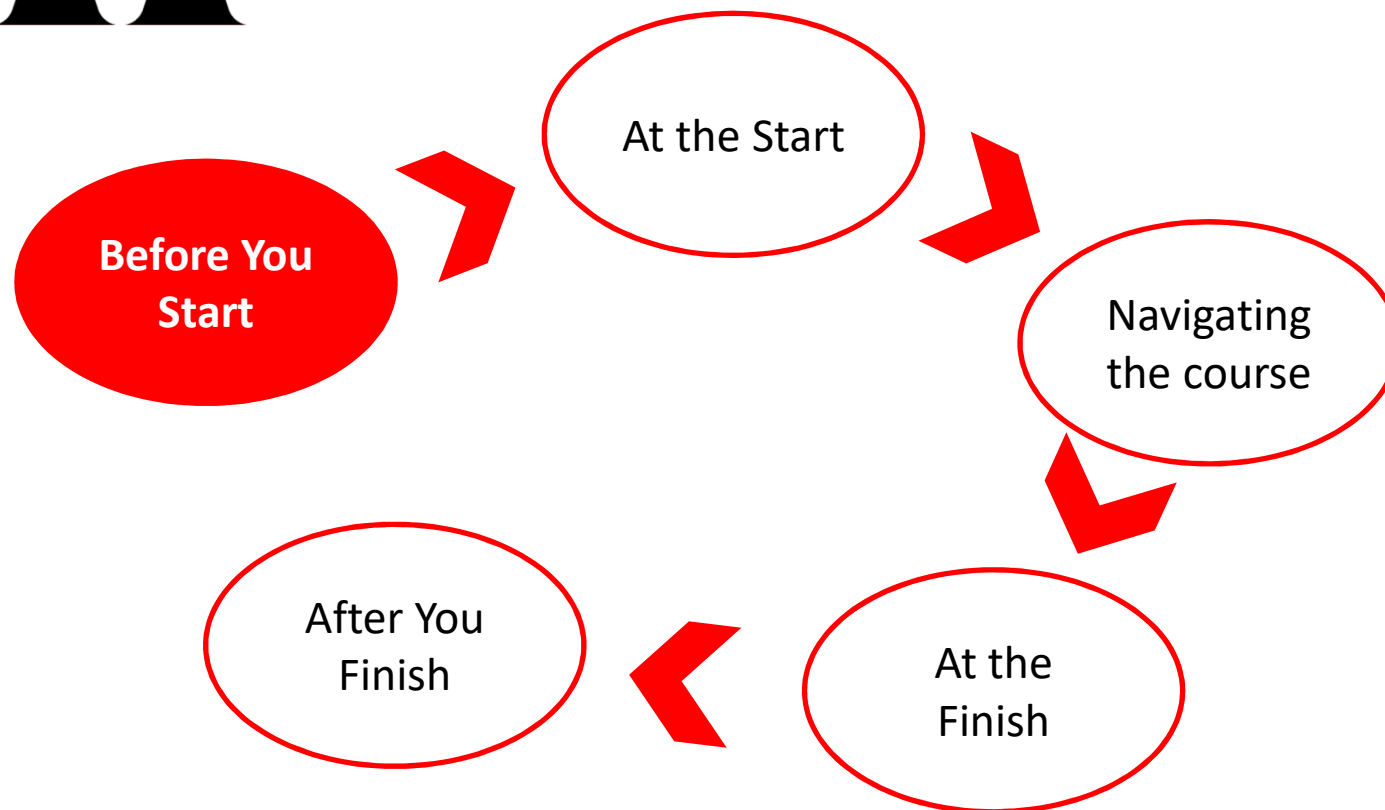 Before You
Start
At the Start
Navigating
the course
At the
Finish
After You
Finish